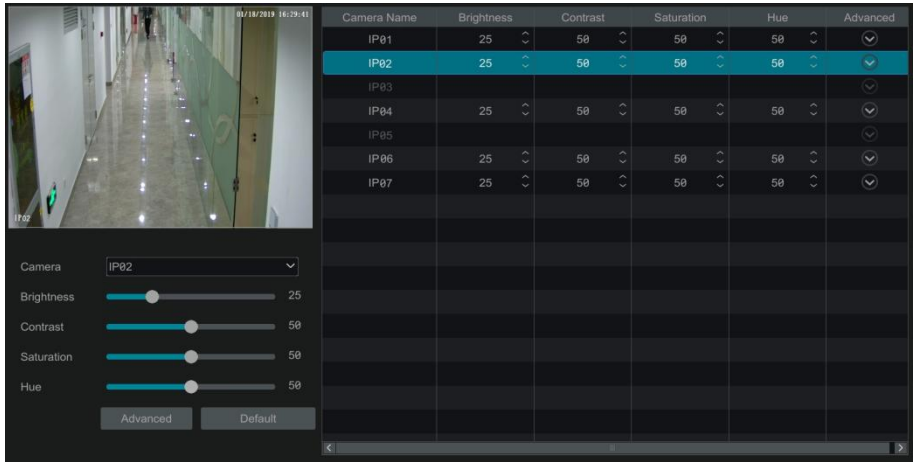 01/18/2019 16:29:41
IP02
Camera IP02
Brightness 25
Contrast 50
Saturation 50
Hue 50
Advanced Default
Camera Name Brightness Contrast Saturation Hue Advanced
IP01 25 50 50 50
IP02 25 50 50 50
IP03
IP04 25 50 50 50
IP05
IP06 25 50 50 50
IP07 25 50 50 50